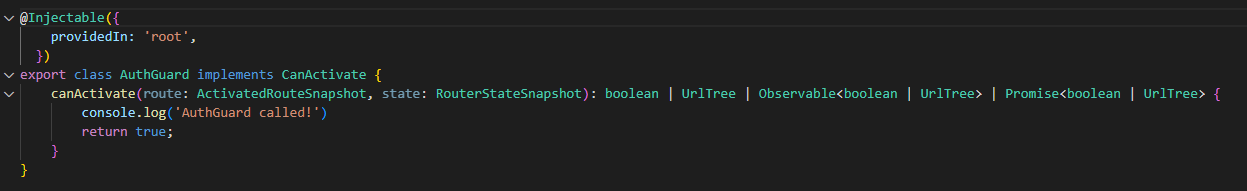 @Injectable({
    providedIn: 'root',
  })
export class AuthGuard implements CanActivate {
    canActivate(route: ActivatedRouteSnapshot, state: RouterStateSnapshot): boolean | UrlTree | Observable<boolean | UrlTree> | Promise<boolean | UrlTree> {
        console.log('AuthGuard called!')
        return true;
    }
}